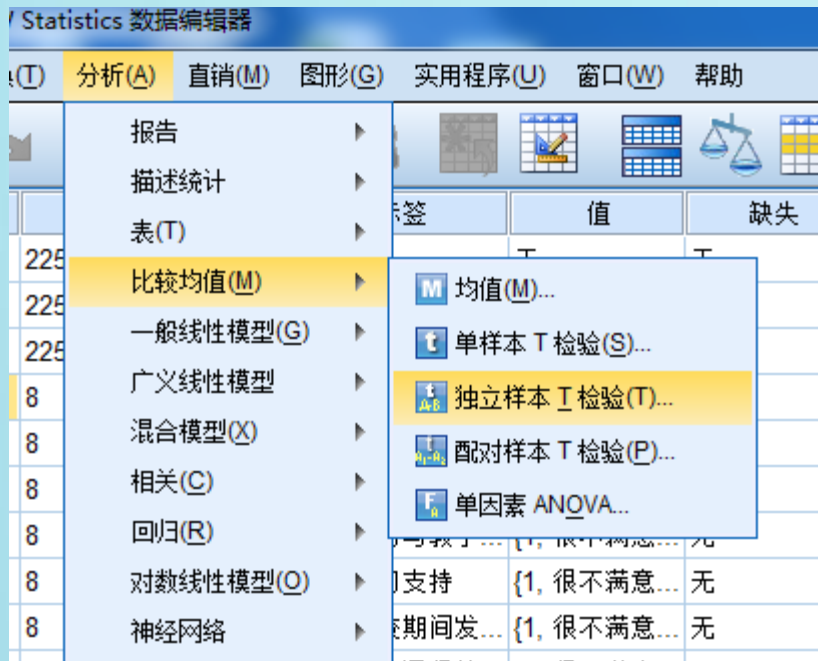 Statistics 数据编辑器
(T) 分析(A) 直销(M) 图形(G) 实用程序(U) 窗口(W) 帮助
报告
描述统计
表(T)
比较均值(M)
一般线性模型(G)
广义线性模型
混合模型(X)
相关(C)
回归(R)
对数线性模型(O)
神经网络
均值(M)...
单样本 T 检验(S)...
独立样本 T 检验(T)...
配对样本 T 检验(P)...
单因素 ANOVA...
签 值 缺失
225
225
225
8
8
8
8
8 支持 {1, 很不满意... 无
8 期间发... {1, 很不满意... 无